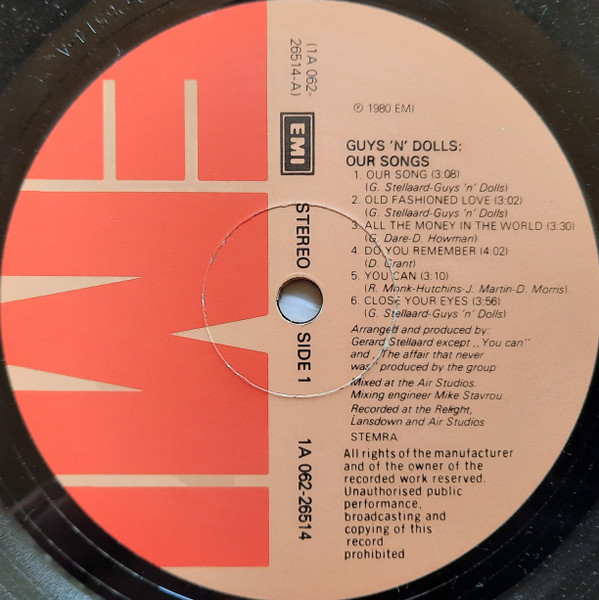 (1A 062-
26514-A)
EMI
STEREO
SIDE 1
1A 062-26514
℗ 1980 EMI
GUYS 'N' DOLLS:
OUR SONGS
1. OUR SONG (3:08)
(G. Stellaard-Guys 'n' Dolls)
2. OLD FASHIONED LOVE (3:02)
(G. Stellaard-Guys 'n' Dolls)
3. ALL THE MONEY IN THE WORLD (3:30)
(G. Dare-D. Howman)
4. DO YOU REMEMBER (4:02)
(D. Grant)
5. YOU CAN (3:10)
(R. Monk-Hutchins-J. Martin-D. Morris)
6. CLOSE YOUR EYES (3:56)
(G. Stellaard-Guys 'n' Dolls)
Arranged and produced by:
Gerard Stellaard except ,,You can"
and ,,The affair that never
was" produced by the group
Mixed at the Air Studios.
Mixing engineer Mike Stavrou
Recorded at the Relight,
Lansdown and Air Studios
STEMRA
All rights of the manufacturer
and of the owner of the
recorded work reserved.
Unauthorised public
performance,
broadcasting and
copying of this
record
prohibited